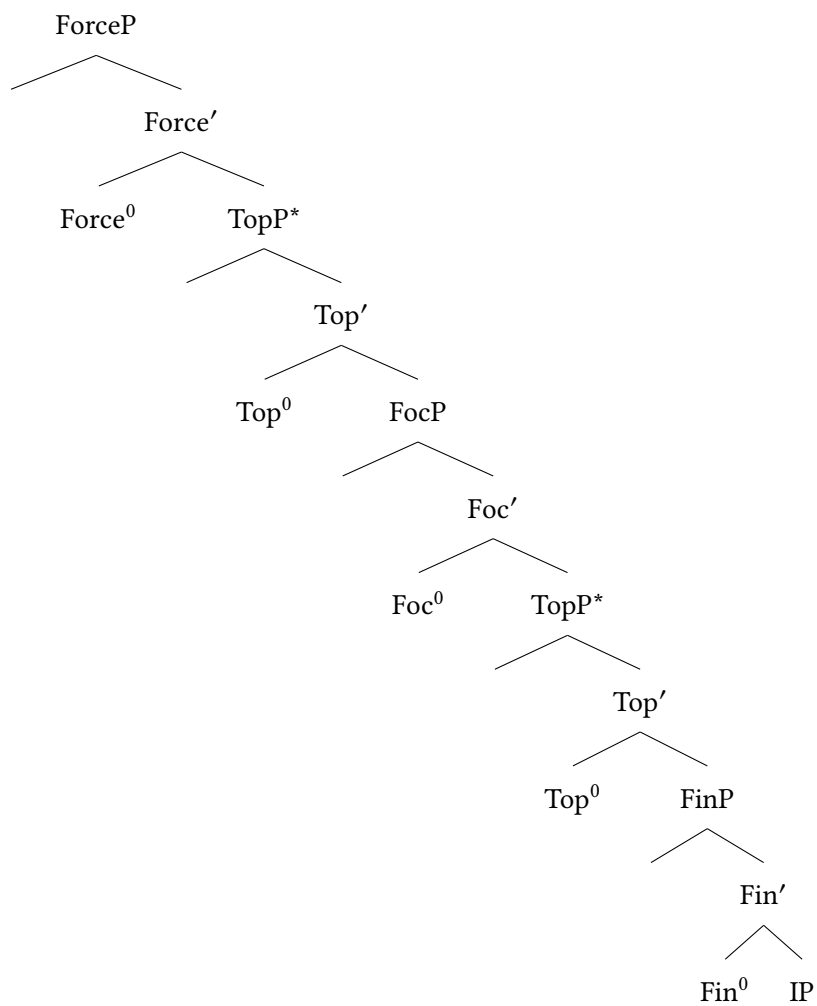 ForceP
Force′
Force⁰ TopP*
Top′
Top⁰ FocP
Foc′
Foc⁰ TopP*
Top′
Top⁰ FinP
Fin′
Fin⁰ IP